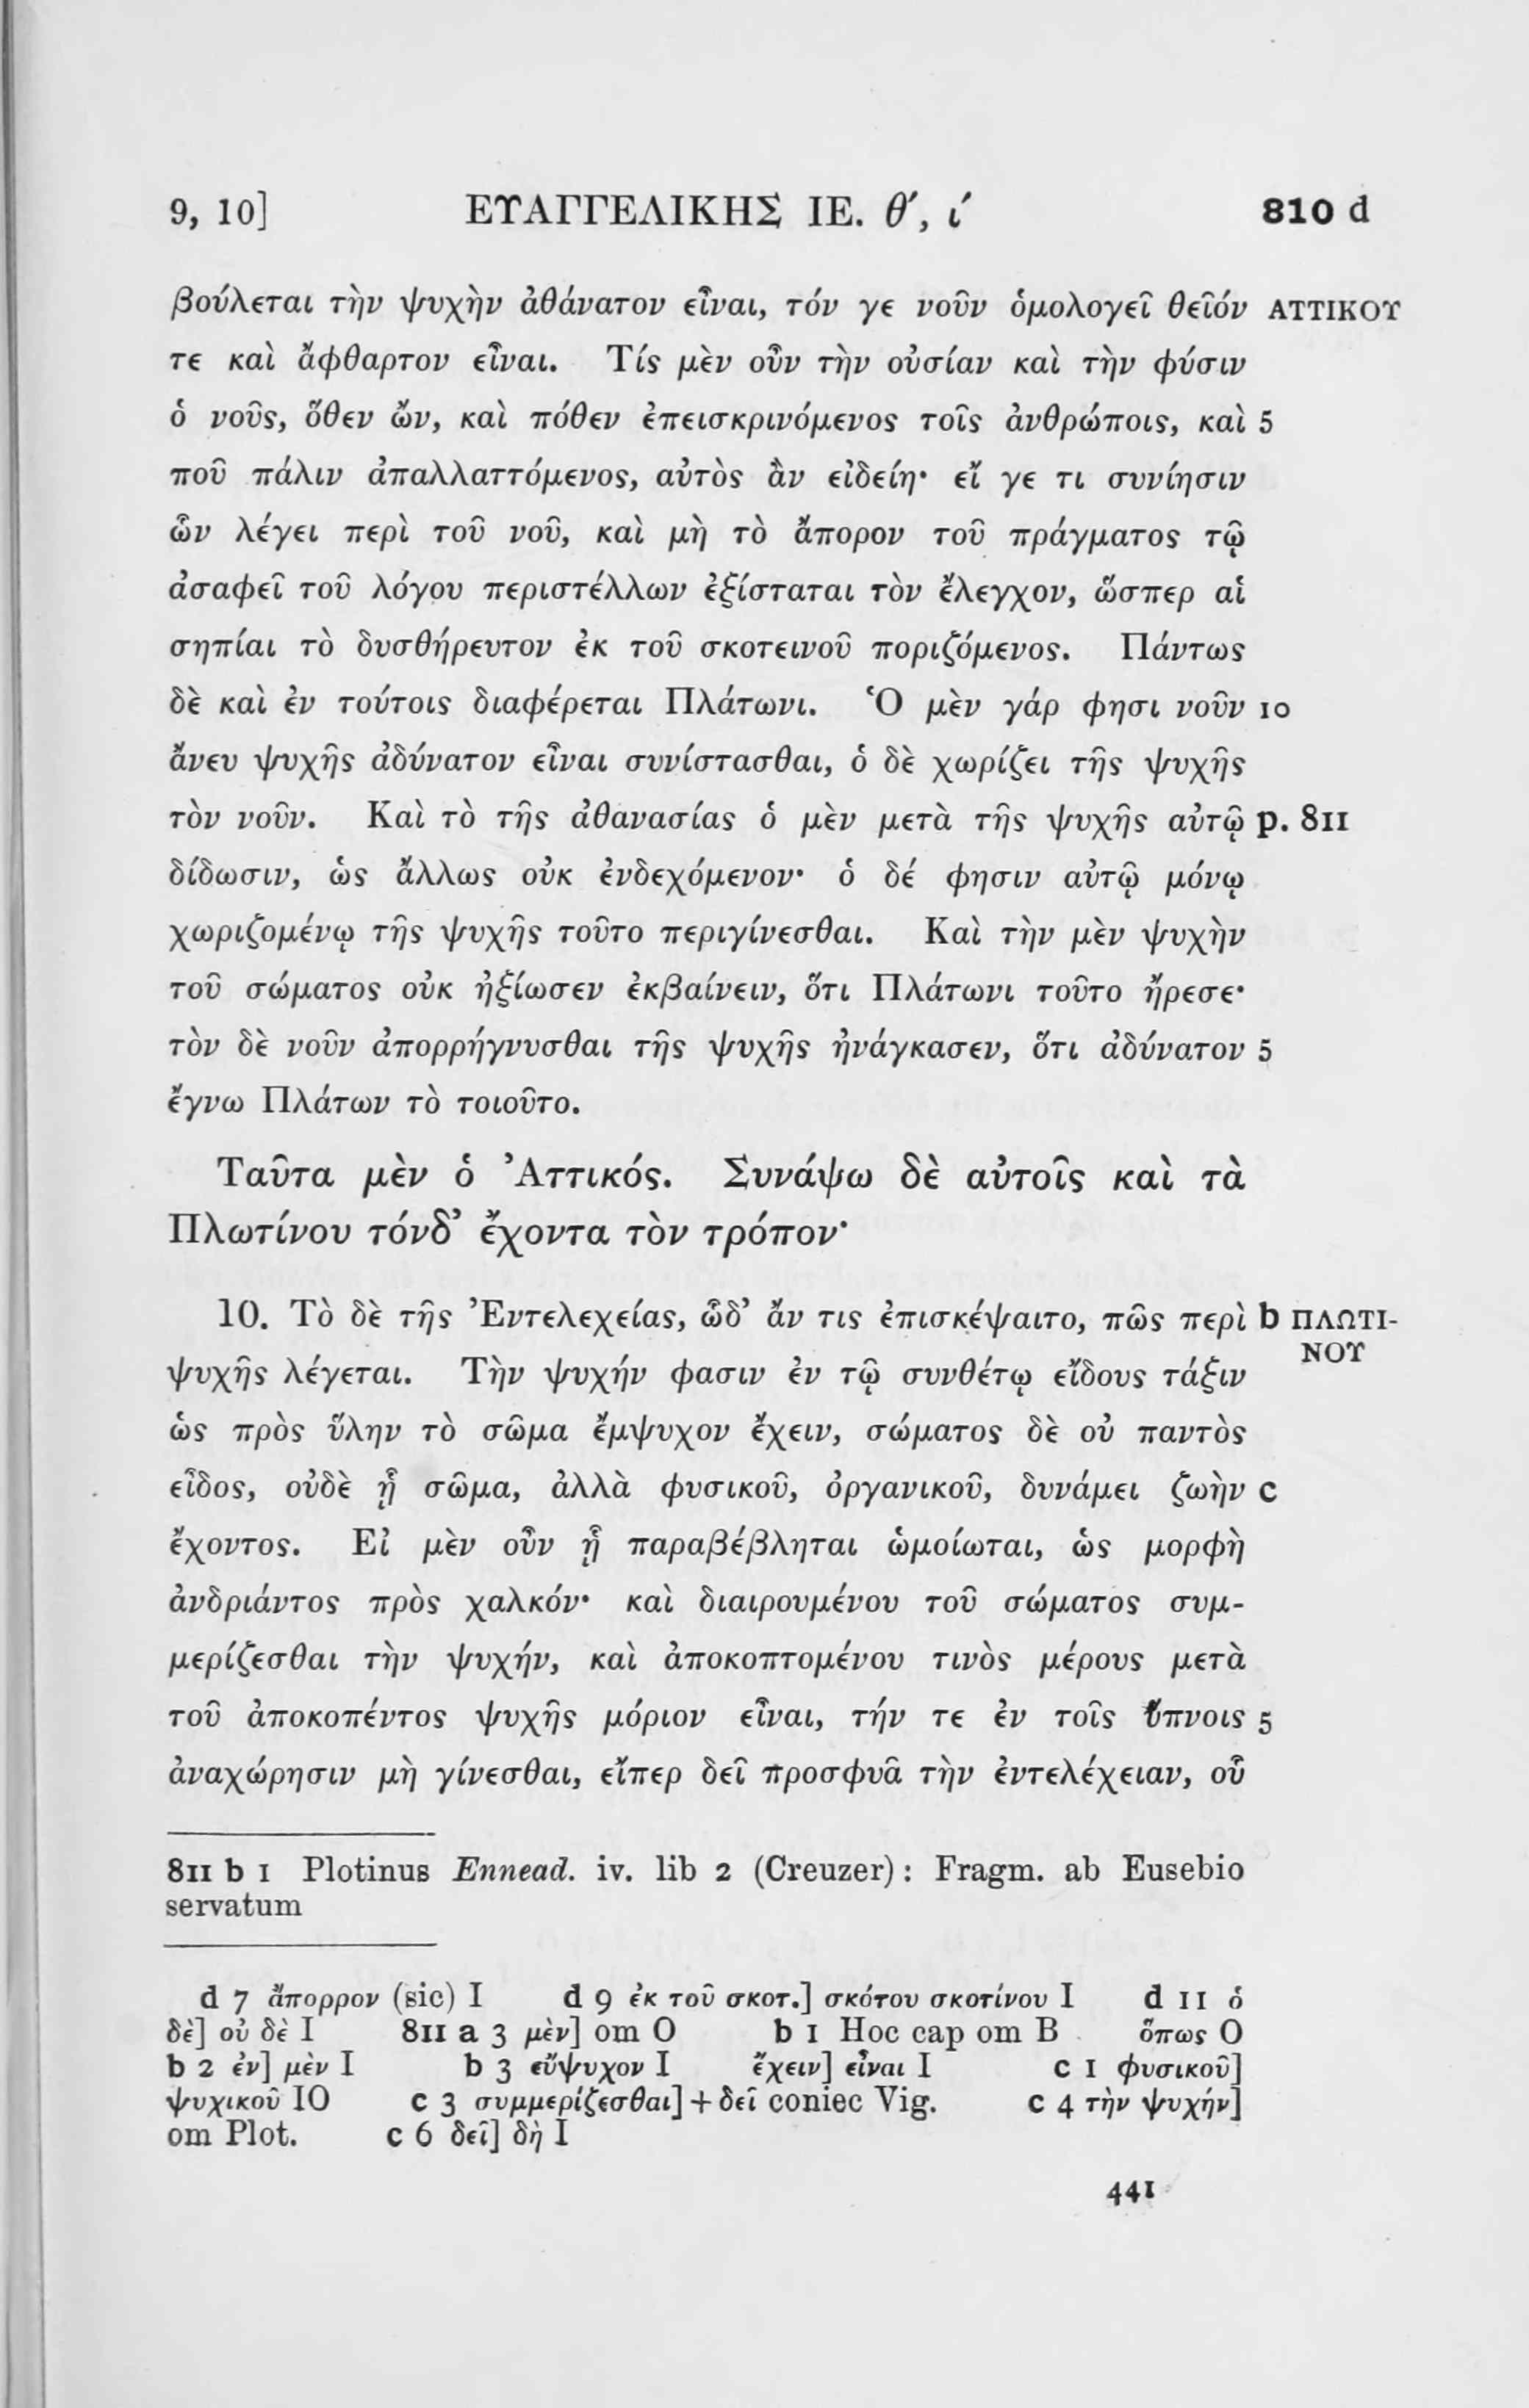 9, 10] ΕΥΑΓΓΕΛΙΚΗΣ ΙΕ. θ´, ι´ 810 d
βούλεται τὴν ψυχὴν ἀθάνατον εἶναι, τόν γε νοῦν ὁμολογεῖ θεῖόν ΑΤΤΙΚΟΥ
τε καὶ ἄφθαρτον εἶναι. Τίς μὲν οὖν τὴν οὐσίαν καὶ τὴν φύσιν
ὁ νοῦς, ὅθεν ὤν, καὶ πόθεν ἐπεισκρινόμενος τοῖς ἀνθρώποις, καὶ 5
ποῦ πάλιν ἀπαλλαττόμενος, αὐτὸς ἂν εἰδείη· εἴ γε τι συνίησιν
ὧν λέγει περὶ τοῦ νοῦ, καὶ μὴ τὸ ἄπορον τοῦ πράγματος τῷ
ἀσαφεῖ τοῦ λόγου περιστέλλων ἐξίσταται τὸν ἔλεγχον, ὥσπερ αἱ
σηπίαι τὸ δυσθήρευτον ἐκ τοῦ σκοτεινοῦ ποριζόμενος. Πάντως
δὲ καὶ ἐν τούτοις διαφέρεται Πλάτωνι. Ὁ μὲν γάρ φησι νοῦν 10
ἄνευ ψυχῆς ἀδύνατον εἶναι συνίστασθαι, ὁ δὲ χωρίζει τῆς ψυχῆς
τὸν νοῦν. Καὶ τὸ τῆς ἀθανασίας ὁ μὲν μετὰ τῆς ψυχῆς αὐτῷ p. 811
δίδωσιν, ὡς ἄλλως οὐκ ἐνδεχόμενον· ὁ δέ φησιν αὐτῷ μόνῳ
χωριζομένῳ τῆς ψυχῆς τοῦτο περιγίνεσθαι. Καὶ τὴν μὲν ψυχὴν
τοῦ σώματος οὐκ ἠξίωσεν ἐκβαίνειν, ὅτι Πλάτωνι τοῦτο ἤρεσε·
τὸν δὲ νοῦν ἀπορρήγνυσθαι τῆς ψυχῆς ἠνάγκασεν, ὅτι ἀδύνατον 5
ἔγνω Πλάτων τὸ τοιοῦτο.
Ταῦτα μὲν ὁ Ἀττικός. Συνάψω δὲ αὐτοῖς καὶ τὰ
Πλωτίνου τόνδ’ ἔχοντα τὸν τρόπον·
10. Τὸ δὲ τῆς Ἐντελεχείας, ὧδ’ ἄν τις ἐπισκέψαιτο, πῶς περὶ b ΠΛΩΤΙ-
ΝΟΥ
ψυχῆς λέγεται. Τὴν ψυχήν φασιν ἐν τῷ συνθέτῳ εἴδους τάξιν
ὡς πρὸς ὕλην τὸ σῶμα ἔμψυχον ἔχειν, σώματος δὲ οὐ παντὸς
εἶδος, οὐδὲ ᾗ σῶμα, ἀλλὰ φυσικοῦ, ὀργανικοῦ, δυνάμει ζωὴν c
ἔχοντος. Εἰ μὲν οὖν ᾗ παραβέβληται ὡμοίωται, ὡς μορφὴ
ἀνδριάντος πρὸς χαλκόν· καὶ διαιρουμένου τοῦ σώματος συμ-
μερίζεσθαι τὴν ψυχήν, καὶ ἀποκοπτομένου τινὸς μέρους μετὰ
τοῦ ἀποκοπέντος ψυχῆς μόριον εἶναι, τήν τε ἐν τοῖς ὕπνοις 5
ἀναχώρησιν μὴ γίνεσθαι, εἴπερ δεῖ προσφυᾶ τὴν ἐντελέχειαν, οὗ
811 b 1 Plotinus Ennead. iv. lib 2 (Creuzer): Fragm. ab Eusebio
servatum
d 7 ἄπορρον (sic) I d 9 ἐκ τοῦ σκοτ.] σκότου σκοτίνου I d 11 ὁ
δὲ] οὐ δὲ I 811 a 3 μὲν] om O b 1 Hoc cap om B ὅπως O
b 2 ἐν] μὲν I b 3 εὔψυχον I ἔχειν] εἶναι I c 1 φυσικοῦ]
ψυχικοῦ IO c 3 συμμερίζεσθαι] + δεῖ coniec Vig. c 4 τὴν ψυχήν]
om Plot. c 6 δεῖ] δὴ I
441